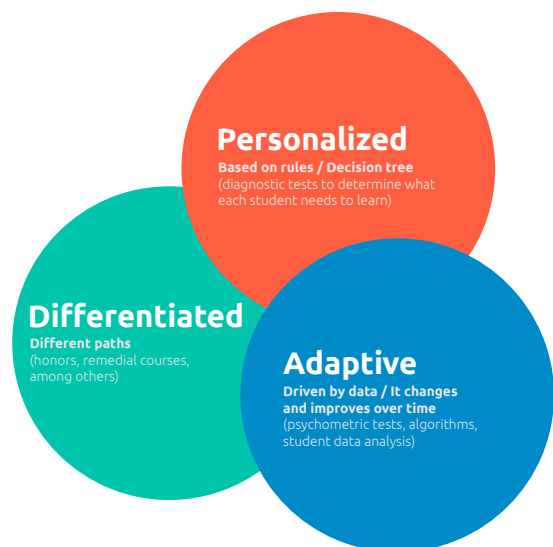 Personalized
Based on rules / Decision tree
(diagnostic tests to determine what
each student needs to learn)
Differentiated
Different paths
(honors, remedial courses,
among others)
Adaptive
Driven by data / It changes
and improves over time
(psychometric tests, algorithms,
student data analysis)